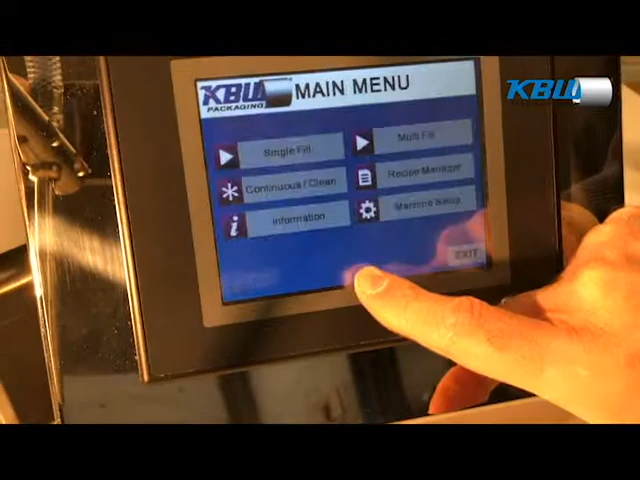 KBW
PACKAGING
MAIN MENU
KBW
Single Fill
Multi Fill
Continuous / Clean
Recipe Manager
Information
Machine Setup
EXIT